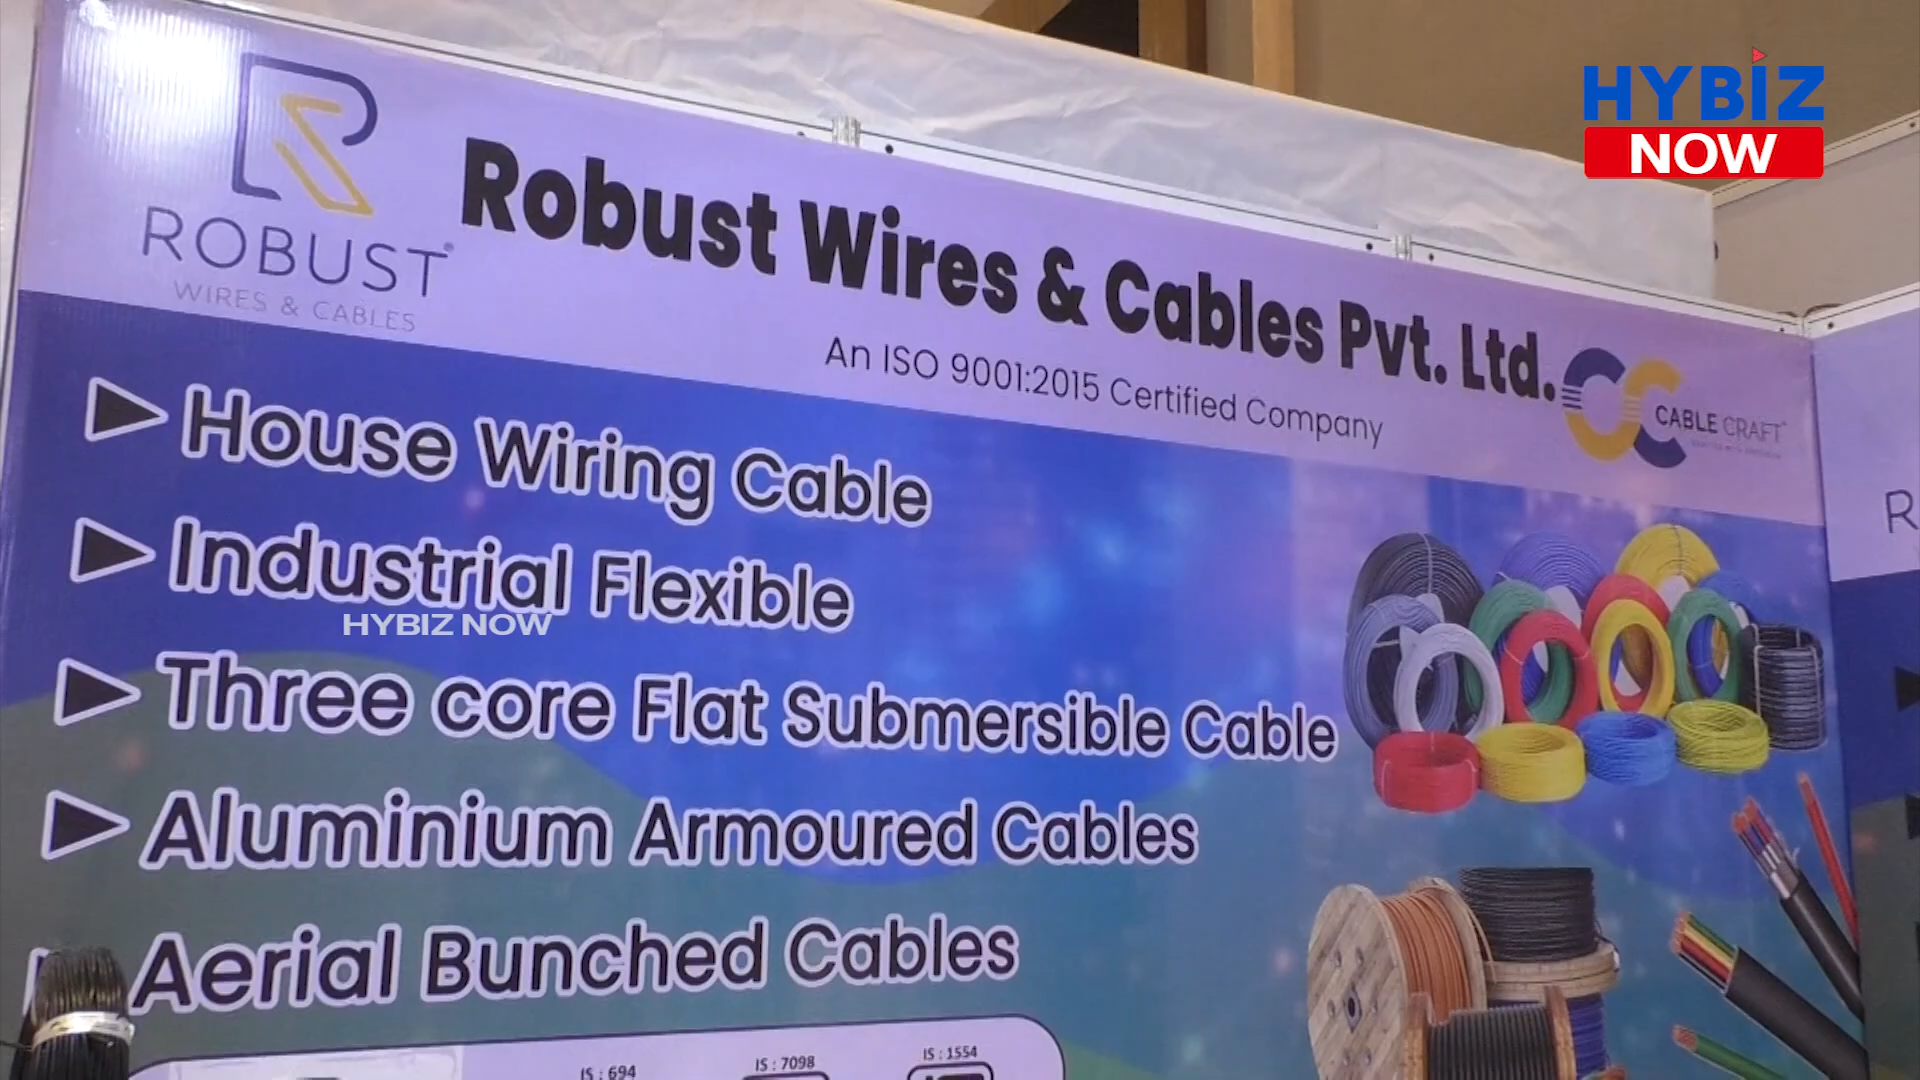 HYBIZ
NOW
ROBUST®
WIRES & CABLES
Robust Wires & Cables Pvt. Ltd.
An ISO 9001:2015 Certified Company
CABLE CRAFT
House Wiring Cable
Industrial Flexible
HYBIZ NOW
Three core Flat Submersible Cable
Aluminium Armoured Cables
Aerial Bunched Cables
IS : 694
IS : 7098
IS : 1554
R
R